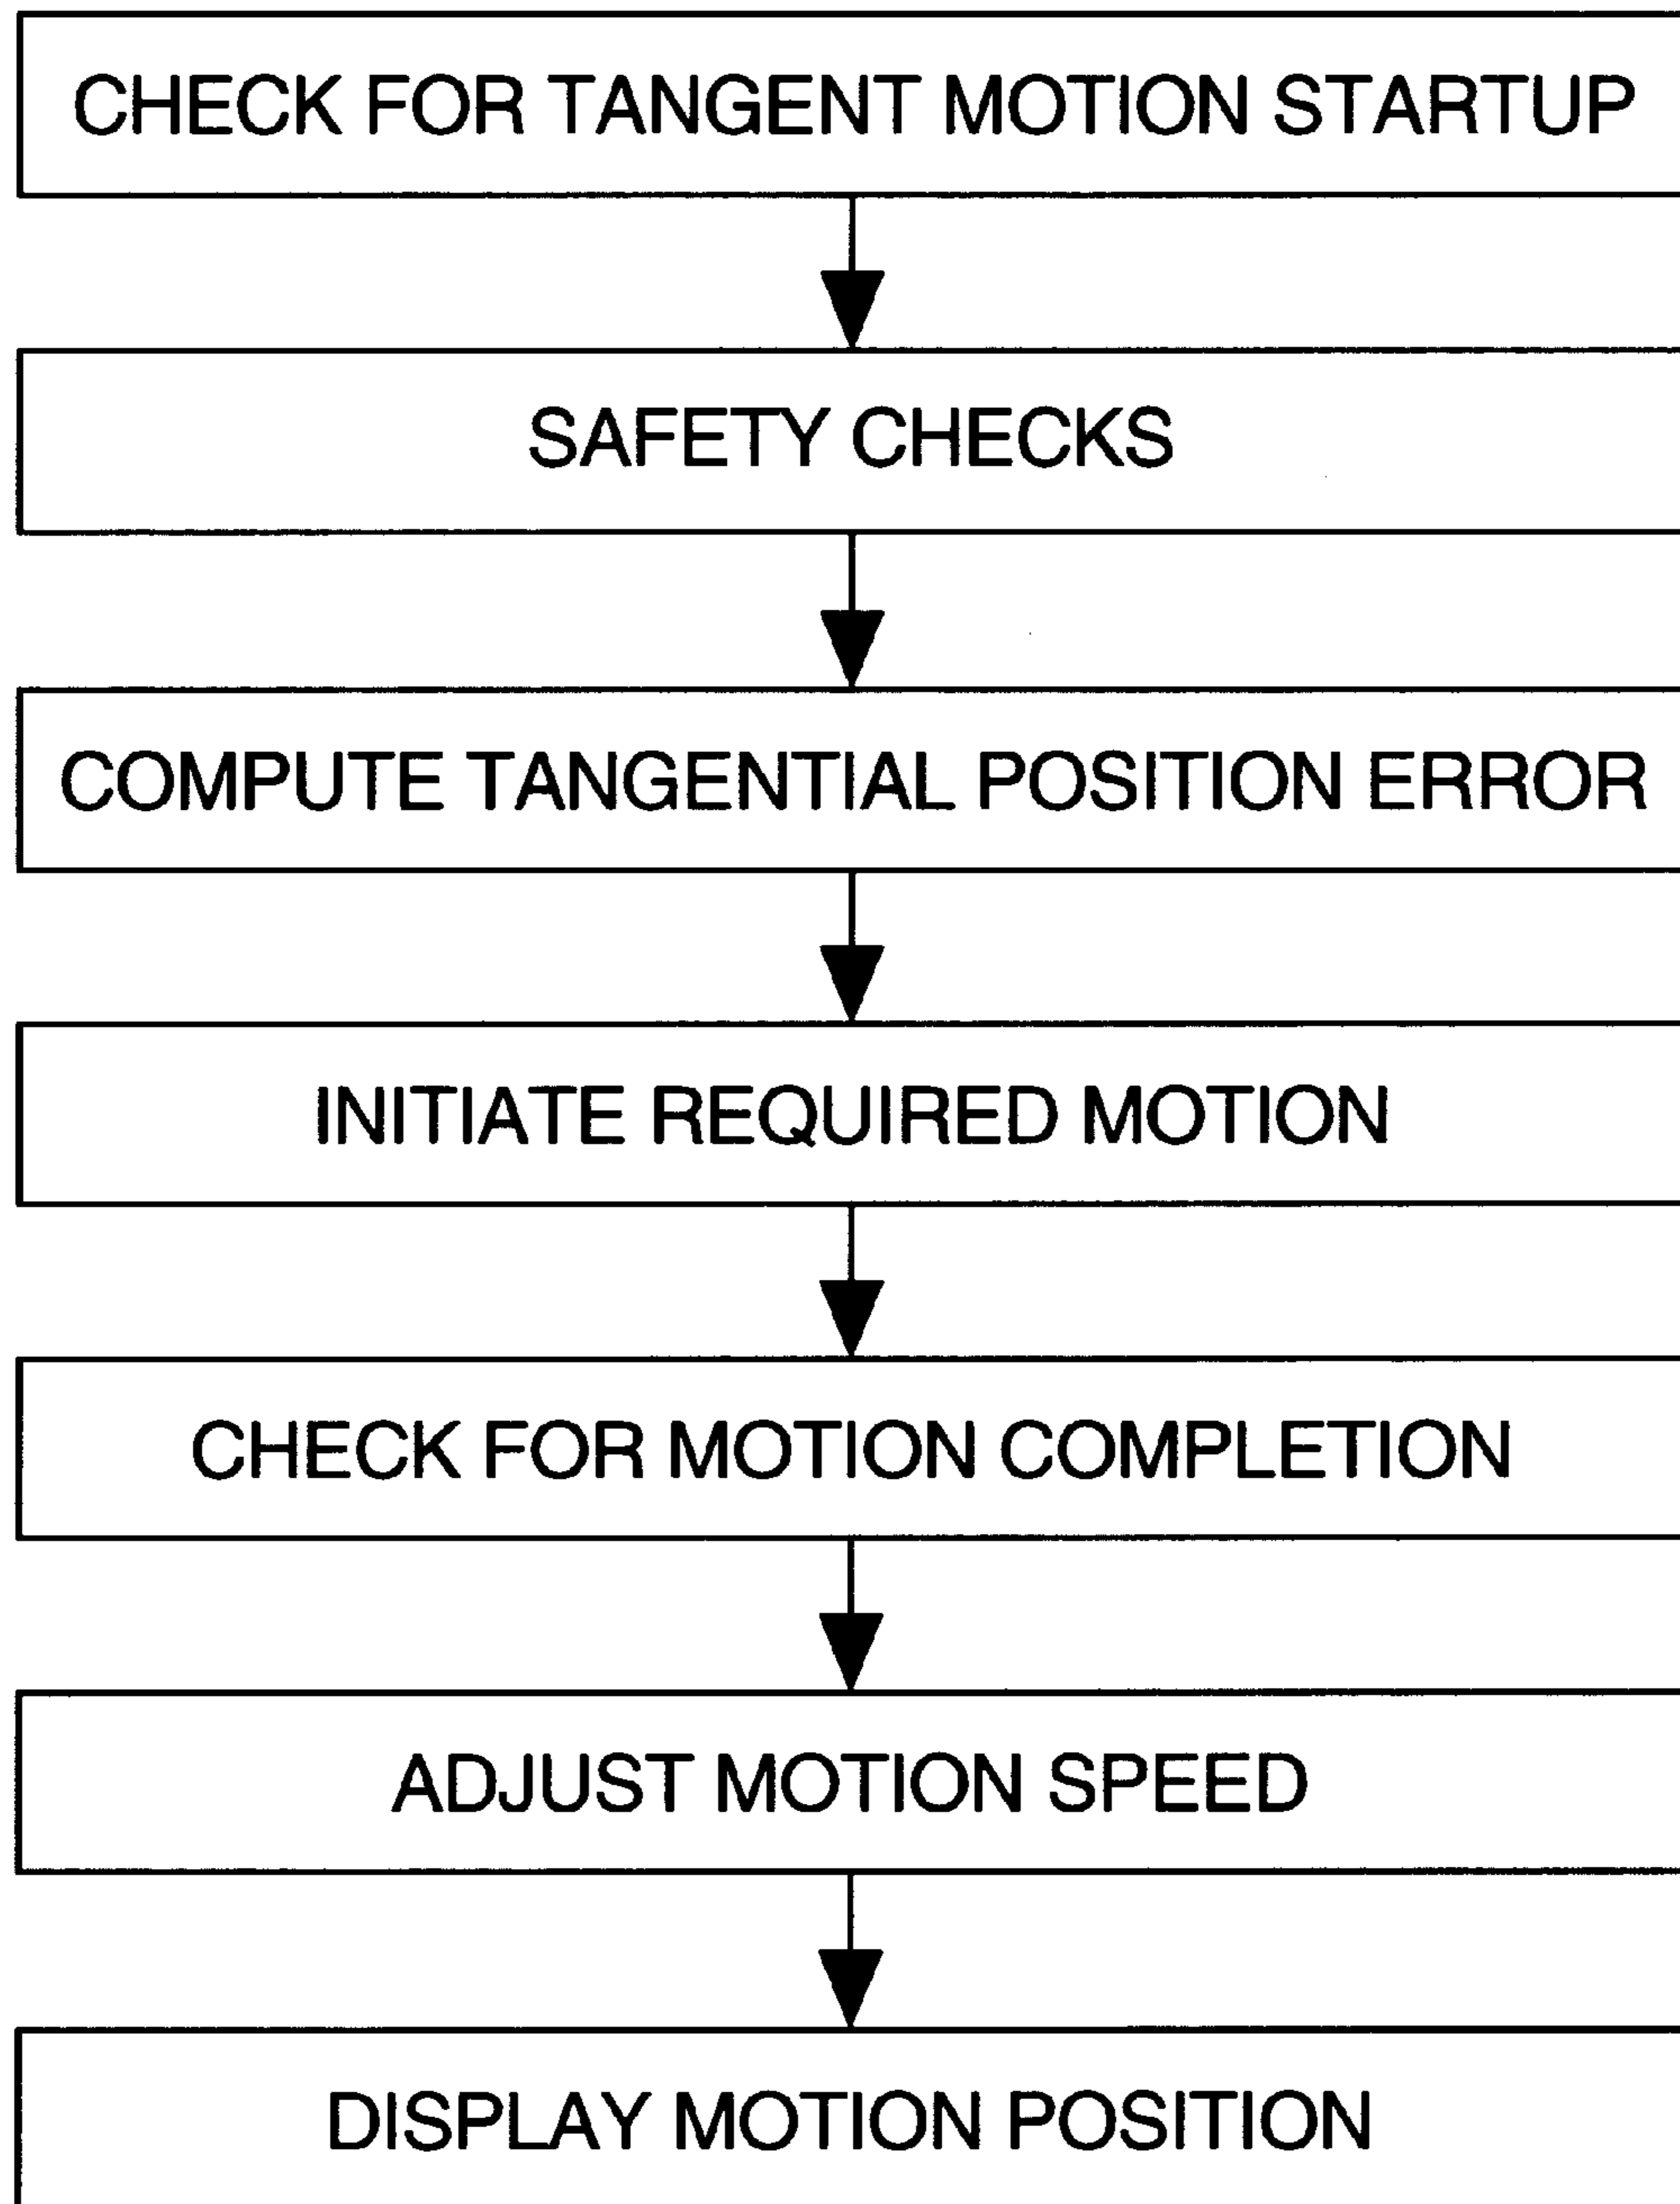 CHECK FOR TANGENT MOTION STARTUP
SAFETY CHECKS
COMPUTE TANGENTIAL POSITION ERROR
INITIATE REQUIRED MOTION
CHECK FOR MOTION COMPLETION
ADJUST MOTION SPEED
DISPLAY MOTION POSITION